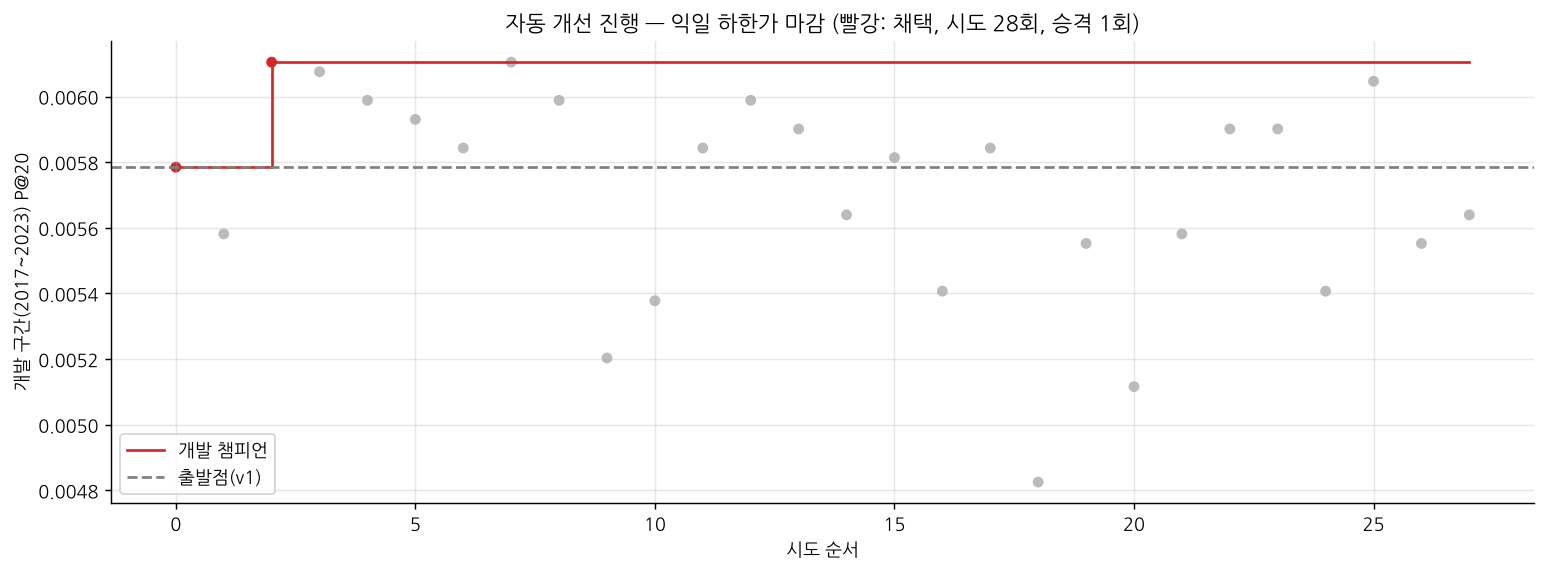 자동 개선 진행 — 익일 하한가 마감 (빨강: 채택, 시도 28회, 승격 1회)
개발 구간(2017~2023) P@20
0.0060
0.0058
0.0056
0.0054
0.0052
0.0050
0.0048
개발 챔피언
출발점(v1)
0 5 10 15 20 25
시도 순서